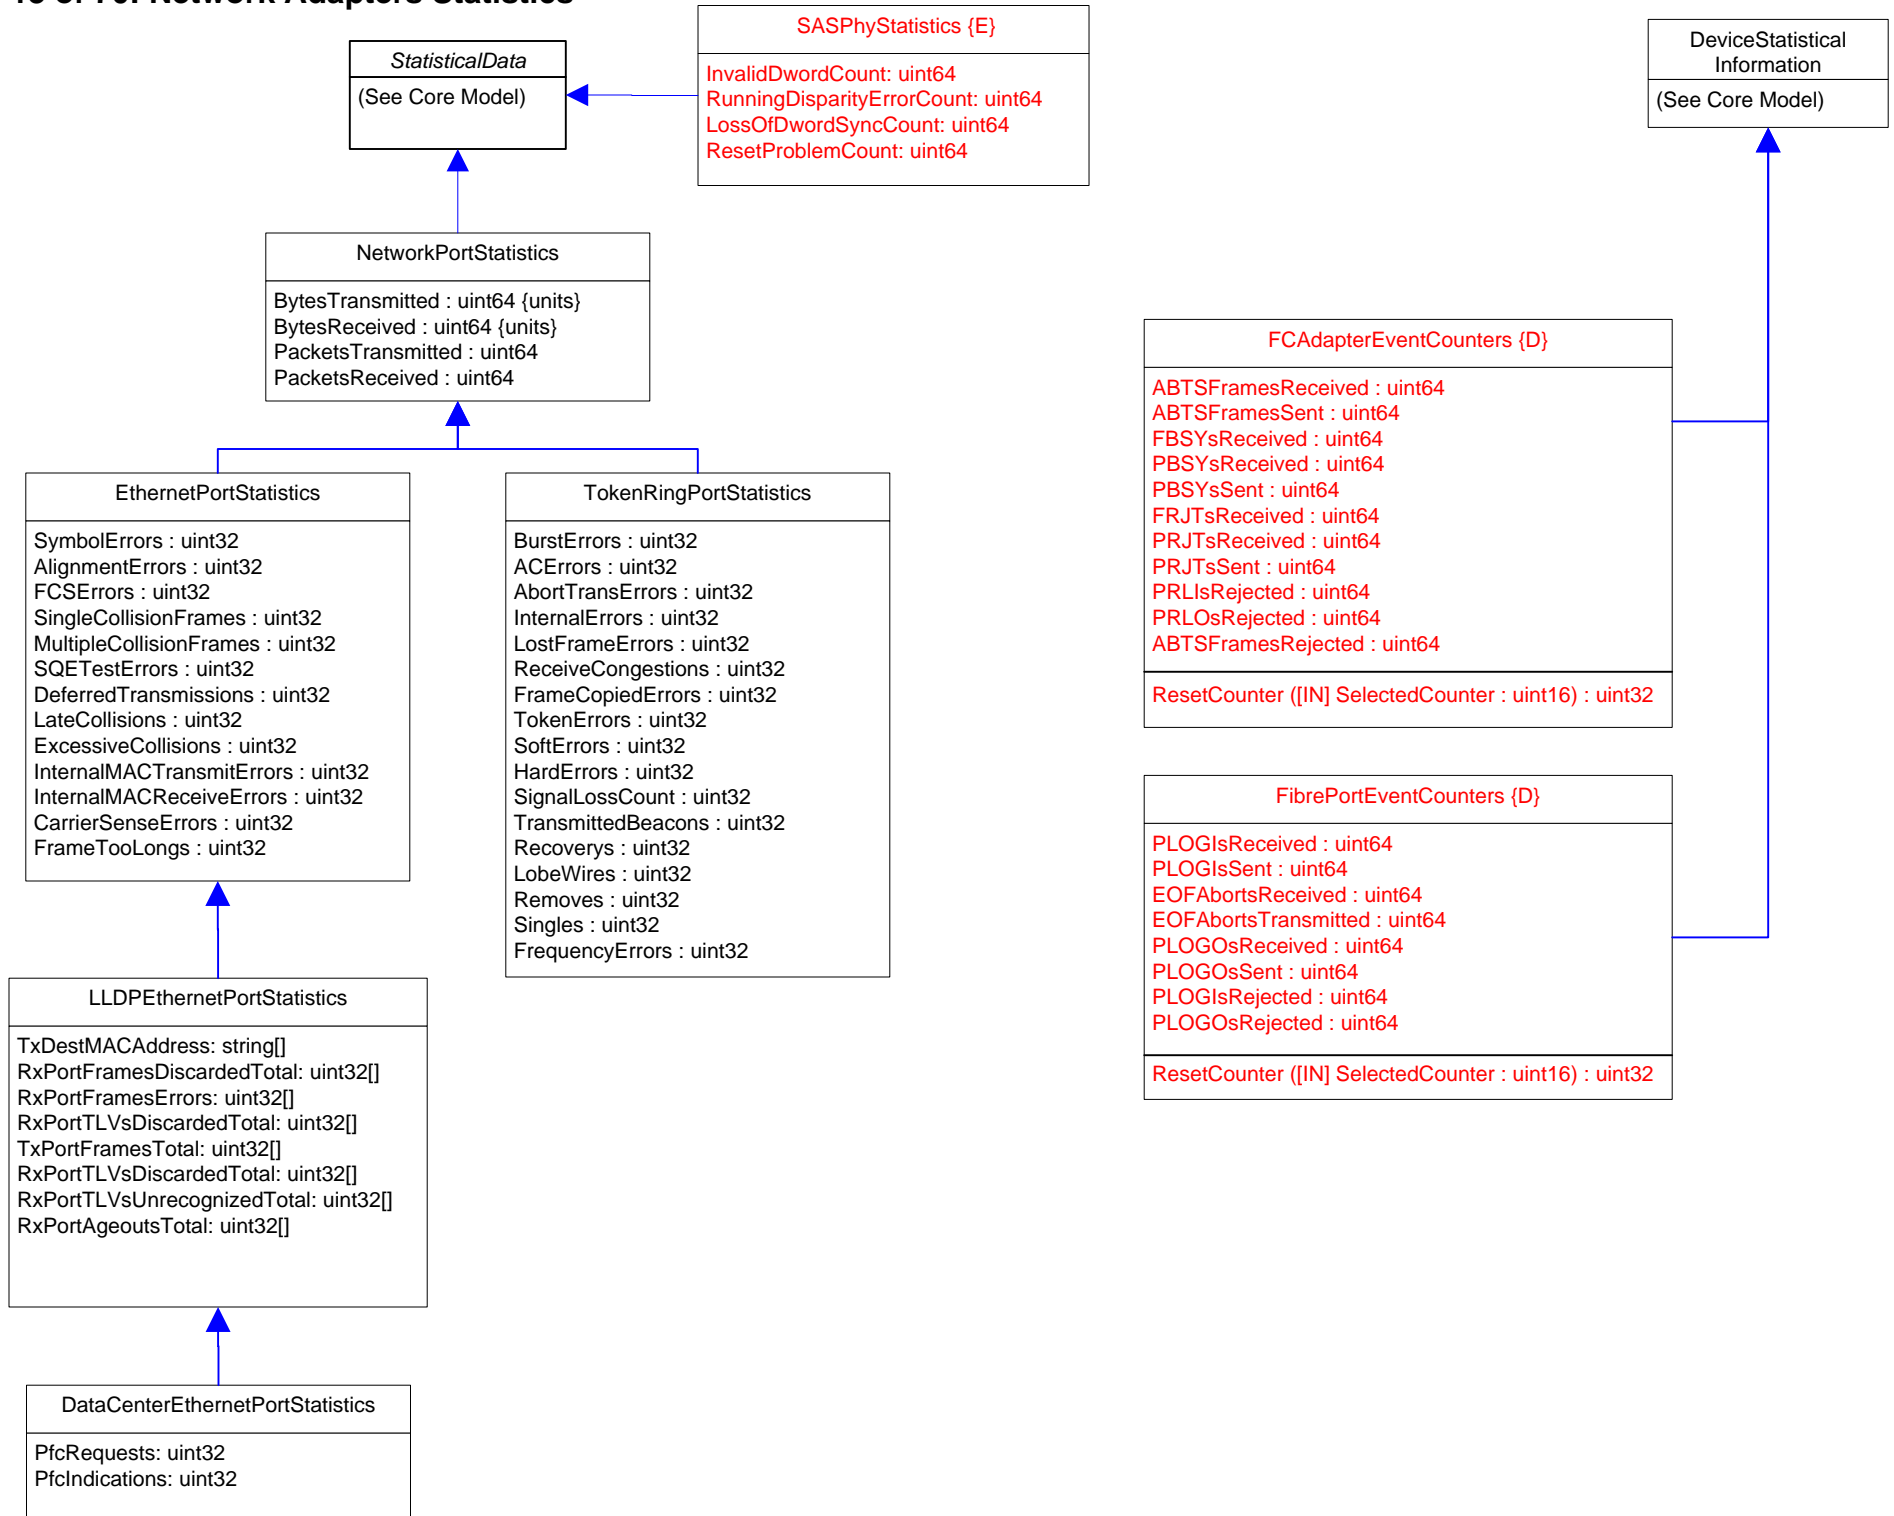 StatisticalData
(See Core Model)
SASPhyStatistics {E}
InvalidDwordCount: uint64
RunningDisparityErrorCount: uint64
LossOfDwordSyncCount: uint64
ResetProblemCount: uint64
DeviceStatistical
Information
(See Core Model)
NetworkPortStatistics
BytesTransmitted : uint64 {units}
BytesReceived : uint64 {units}
PacketsTransmitted : uint64
PacketsReceived : uint64
EthernetPortStatistics
SymbolErrors : uint32
AlignmentErrors : uint32
FCSErrors : uint32
SingleCollisionFrames : uint32
MultipleCollisionFrames : uint32
SQETestErrors : uint32
DeferredTransmissions : uint32
LateCollisions : uint32
ExcessiveCollisions : uint32
InternalMACTransmitErrors : uint32
InternalMACReceiveErrors : uint32
CarrierSenseErrors : uint32
FrameTooLongs : uint32
TokenRingPortStatistics
BurstErrors : uint32
ACErrors : uint32
AbortTransErrors : uint32
InternalErrors : uint32
LostFrameErrors : uint32
ReceiveCongestions : uint32
FrameCopiedErrors : uint32
TokenErrors : uint32
SoftErrors : uint32
HardErrors : uint32
SignalLossCount : uint32
TransmittedBeacons : uint32
Recoverys : uint32
LobeWires : uint32
Removes : uint32
Singles : uint32
FrequencyErrors : uint32
FCAdapterEventCounters {D}
ABTSFramesReceived : uint64
ABTSFramesSent : uint64
FBSYsReceived : uint64
PBSYsReceived : uint64
PBSYsSent : uint64
FRJTsReceived : uint64
PRJTsReceived : uint64
PRJTsSent : uint64
PRLIsRejected : uint64
PRLOsRejected : uint64
ABTSFramesRejected : uint64
ResetCounter ([IN] SelectedCounter : uint16) : uint32
FibrePortEventCounters {D}
PLOGIsReceived : uint64
PLOGIsSent : uint64
EOFAbortsReceived : uint64
EOFAbortsTransmitted : uint64
PLOGOsReceived : uint64
PLOGOsSent : uint64
PLOGIsRejected : uint64
PLOGOsRejected : uint64
ResetCounter ([IN] SelectedCounter : uint16) : uint32
LLDPEthernetPortStatistics
TxDestMACAddress: string[]
RxPortFramesDiscardedTotal: uint32[]
RxPortFramesErrors: uint32[]
RxPortTLVsDiscardedTotal: uint32[]
TxPortFramesTotal: uint32[]
RxPortTLVsDiscardedTotal: uint32[]
RxPortTLVsUnrecognizedTotal: uint32[]
RxPortAgeoutsTotal: uint32[]
DataCenterEthernetPortStatistics
PfcRequests: uint32
PfcIndications: uint32